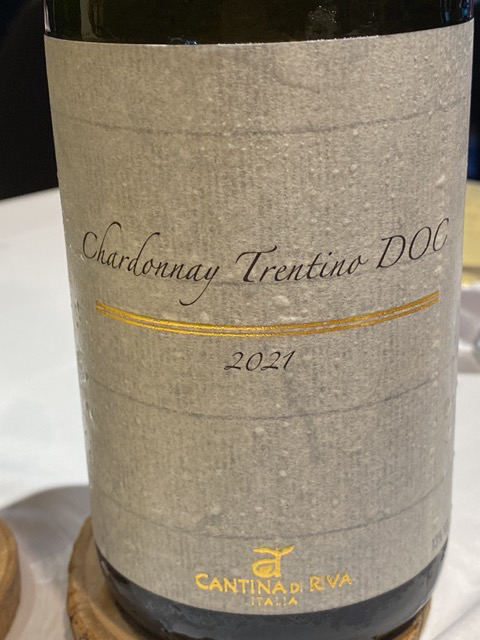 Chardonnay Trentino DOC
2021
CANTINA DI RIVA
ITALIA